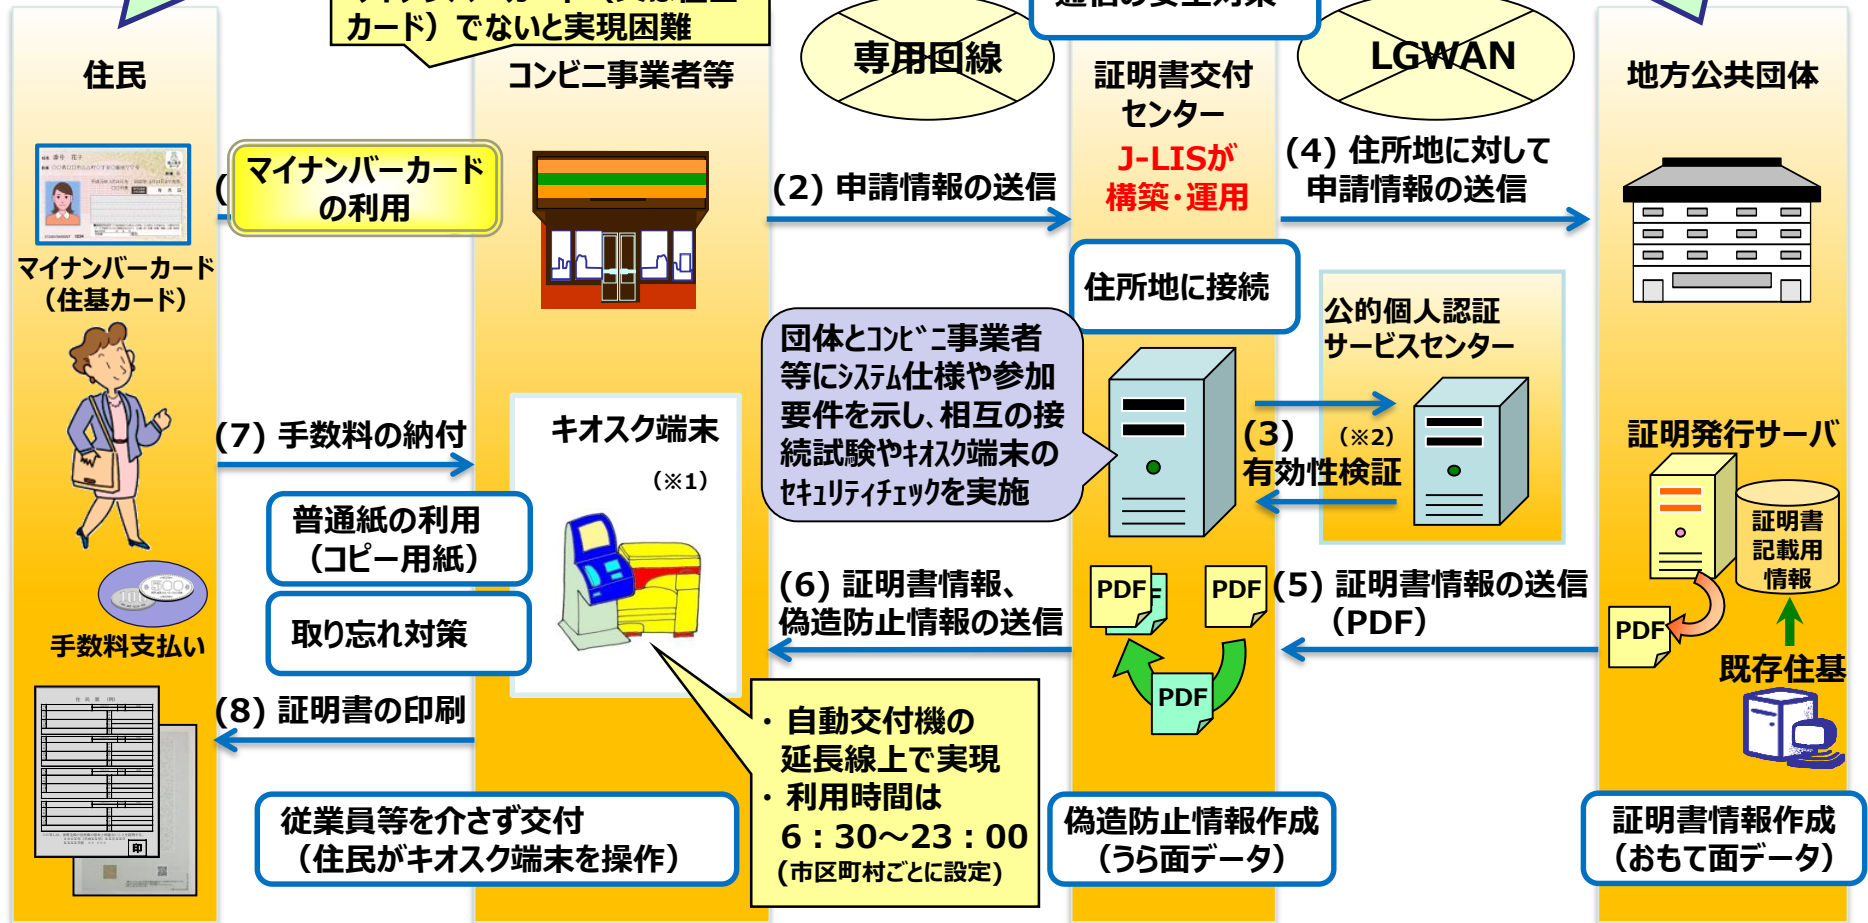 カード）でないと実現困難
専用回線
LGWAN
住民
コンビニ事業者等
証明書交付
センター
J-LISが
構築・運用
地方公共団体
マイナンバーカード
の利用
(2) 申請情報の送信
(4) 住所地に対して
申請情報の送信
マイナンバーカード
（住基カード）
住所地に接続
公的個人認証
サービスセンター
団体とｺﾝﾋﾞﾆ事業者
等にｼｽﾃﾑ仕様や参加
要件を示し、相互の接
続試験やｷｵｽｸ端末の
ｾｷｭﾘﾃｨﾁｪｯｸを実施
(3)
（※2）
有効性検証
(7) 手数料の納付
キオスク端末
（※1）
証明発行サーバ
証明書
記載用
情報
普通紙の利用
（コピー用紙）
取り忘れ対策
手数料支払い
(6) 証明書情報、
偽造防止情報の送信
PDF
PDF
PDF
(5) 証明書情報の送信
（PDF）
PDF
既存住基
(8) 証明書の印刷
印
・自動交付機の
延長線上で実現
・利用時間は
6：30～23：00
(市区町村ごとに設定)
従業員等を介さず交付
（住民がキオスク端末を操作）
偽造防止情報作成
（うら面データ）
証明書情報作成
（おもて面データ）